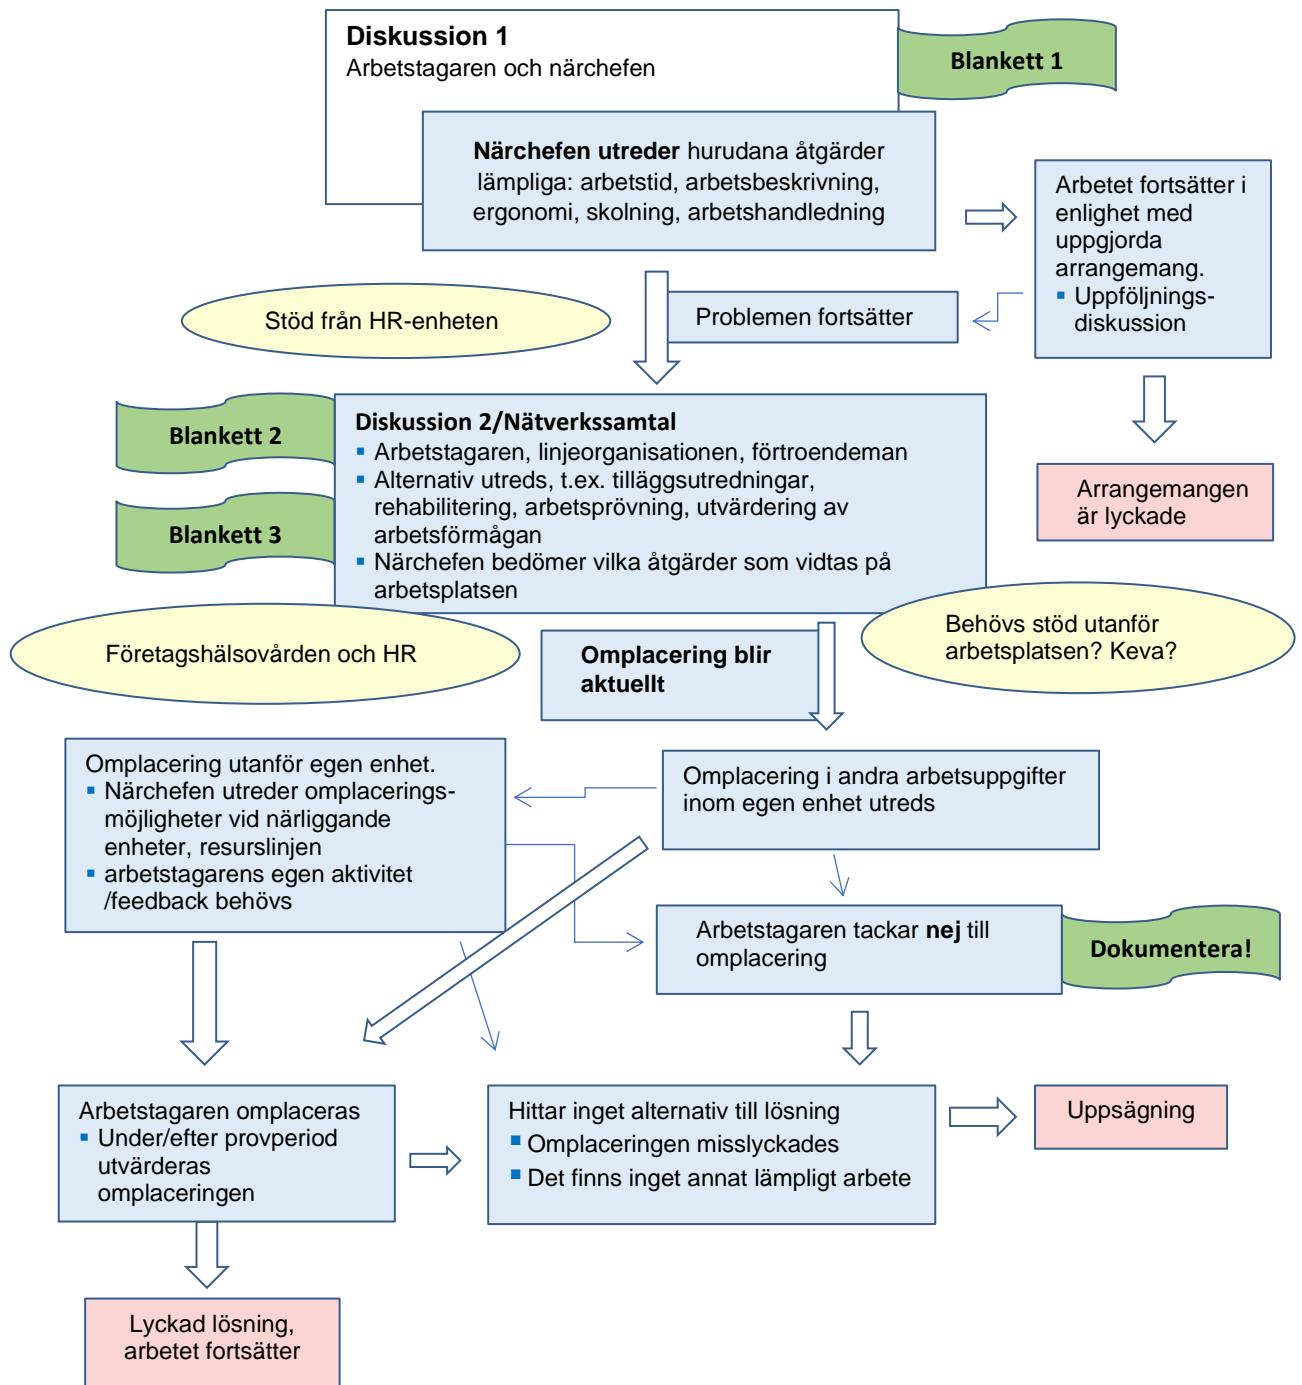 Diskussion 1
Arbetstagaren och närchefen
Blankett 1
Närchefen utreder hurudana åtgärder
lämpliga: arbetstid, arbetsbeskrivning,
ergonomi, skolning, arbetshandledning
Arbetet fortsätter i
enlighet med
uppgjorda
arrangemang.
▪ Uppföljnings-
diskussion
Stöd från HR-enheten
Problemen fortsätter
Blankett 2
Blankett 3
Diskussion 2/Nätverkssamtal
▪ Arbetstagaren, linjeorganisationen, förtroendeman
▪ Alternativ utreds, t.ex. tilläggsutredningar,
rehabilitering, arbetsprövning, utvärdering av
arbetsförmågan
▪ Närchefen bedömer vilka åtgärder som vidtas på
arbetsplatsen
Arrangemangen
är lyckade
Företagshälsovården och HR
Omplacering blir
aktuellt
Behövs stöd utanför
arbetsplatsen? Keva?
Omplacering utanför egen enhet.
▪ Närchefen utreder omplacerings-
möjligheter vid närliggande
enheter, resurslinjen
▪ arbetstagarens egen aktivitet
/feedback behövs
Omplacering i andra arbetsuppgifter
inom egen enhet utreds
Arbetstagaren tackar nej till
omplacering
Dokumentera!
Arbetstagaren omplaceras
▪ Under/efter provperiod
utvärderas
omplaceringen
Hittar inget alternativ till lösning
▪ Omplaceringen misslyckades
▪ Det finns inget annat lämpligt arbete
Uppsägning
Lyckad lösning,
arbetet fortsätter